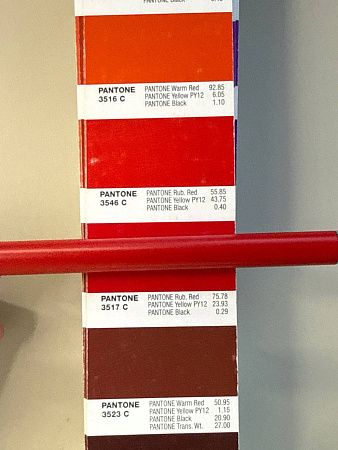 PANTONE
3516 C
PANTONE Warm Red 92.85
PANTONE Yellow PY12 6.05
PANTONE Black 1.10
PANTONE
3546 C
PANTONE Rub. Red 55.85
PANTONE Yellow PY12 43.75
PANTONE Black 0.40
PANTONE
3517 C
PANTONE Rub. Red 75.78
PANTONE Yellow PY12 23.93
PANTONE Black 0.29
PANTONE
3523 C
PANTONE Warm Red 50.95
PANTONE Yellow PY12 1.15
PANTONE Black 20.90
PANTONE Trans. Wt. 27.00